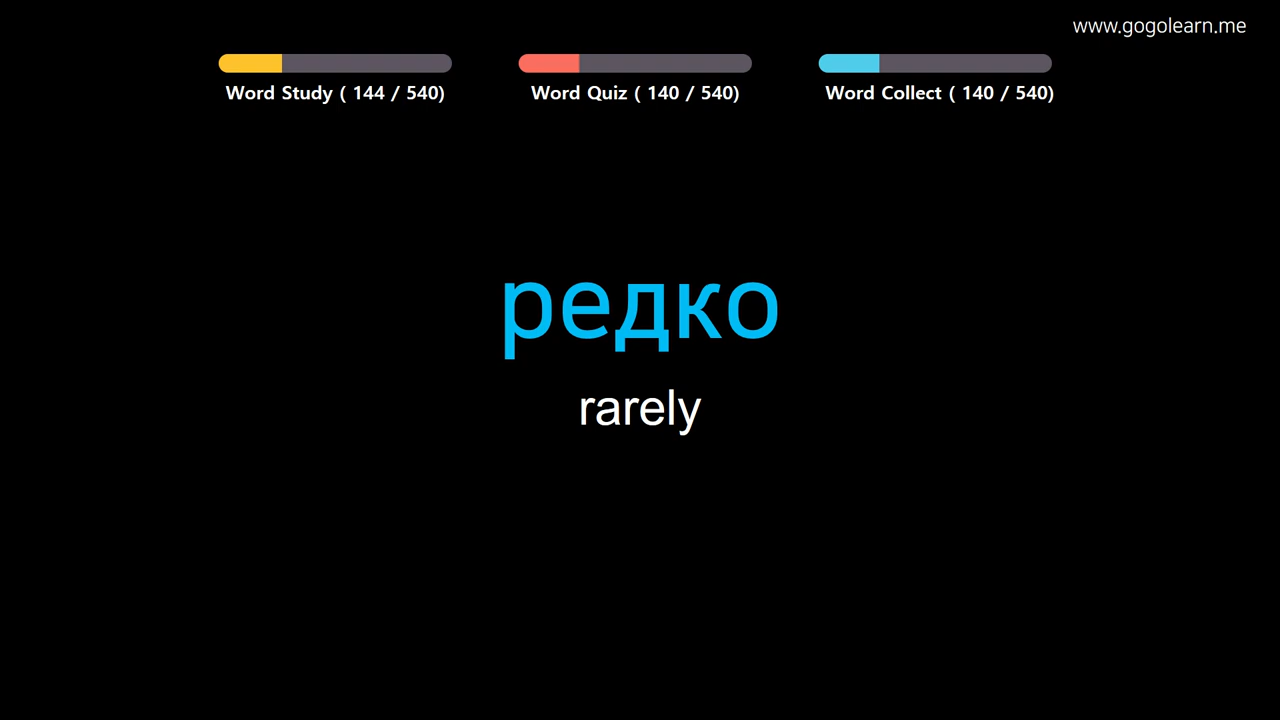 www.gogolearn.me
Word Study ( 144 / 540)
Word Quiz ( 140 / 540)
Word Collect ( 140 / 540)
редко
rarely